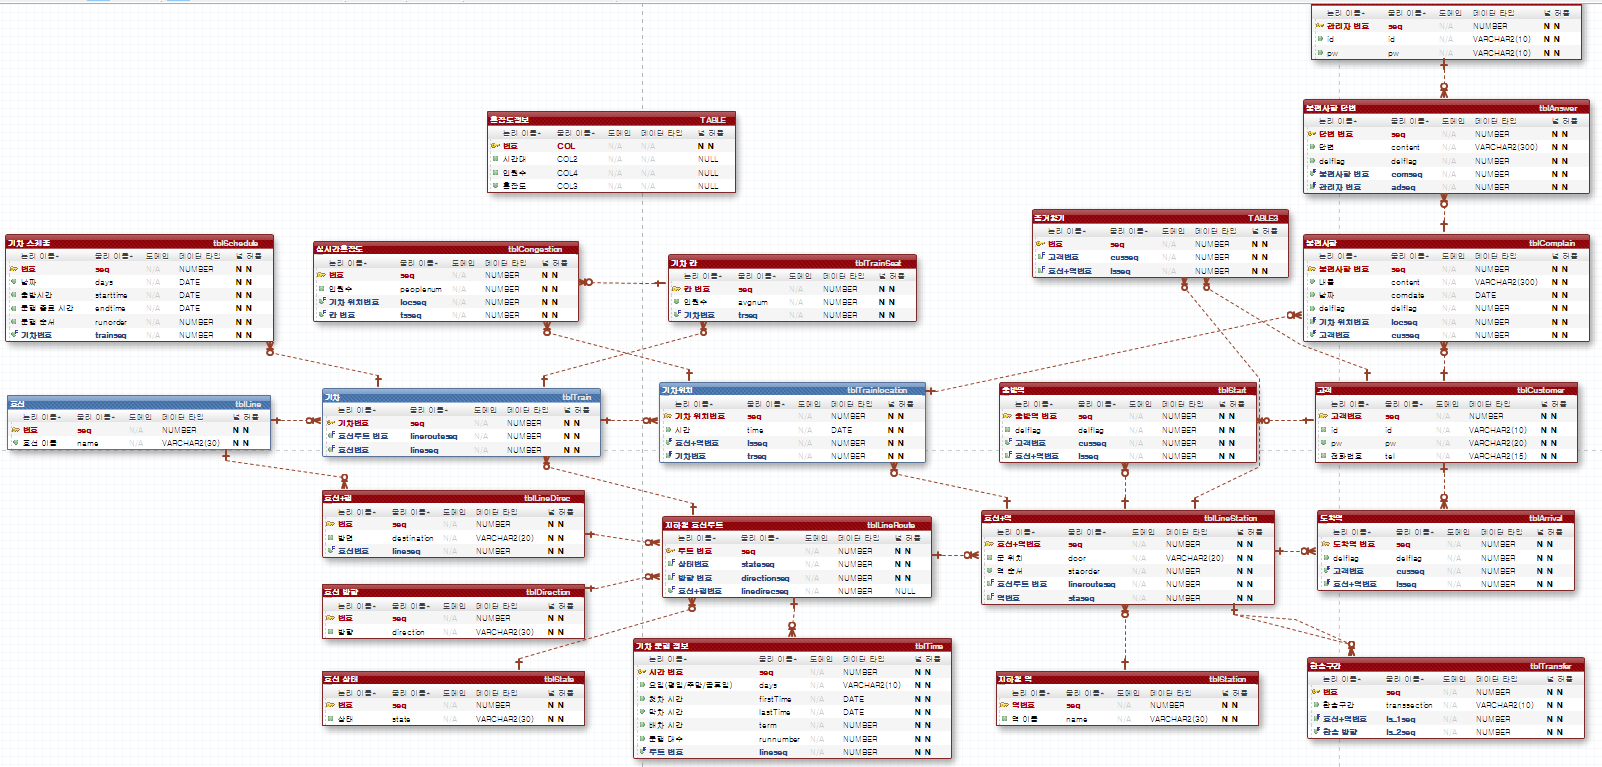 논리 이름 물리 이름 도메인 데이터 타입 널 허용
관리자 번호 seq N/A NUMBER N N
id id N/A VARCHAR2(10) N N
pw pw N/A VARCHAR2(10) N N
불편사항 답변 tblAnswer
논리 이름 물리 이름 도메인 데이터 타입 널 허용
답변 번호 seq N/A NUMBER N N
답변 content N/A VARCHAR2(300) N N
delflag delflag N/A NUMBER N N
불편사항 번호 comseq N/A NUMBER N N
관리자 번호 adseq N/A NUMBER N N
혼잡도정보 TABLE
논리 이름 물리 이름 도메인 데이터 타입 널 허용
번호 COL N/A N/A N N
시간대 COL2 N/A N/A NULL
인원수 COL4 N/A N/A NULL
혼잡도 COL3 N/A N/A NULL
즐겨찾기 TABLE3
논리 이름 물리 이름 도메인 데이터 타입 널 허용
번호 seq N/A NUMBER N N
고객번호 cusseq N/A NUMBER N N
호선+역번호 lsseq N/A NUMBER N N
기차 스케줄 tblSchedule
논리 이름 물리 이름 도메인 데이터 타입 널 허용
번호 seq N/A NUMBER N N
날짜 days N/A DATE N N
출발시간 starttime N/A DATE N N
운행 종료 시간 endtime N/A DATE N N
운행 순서 runorder N/A NUMBER N N
기차번호 trainseq N/A NUMBER N N
실시간혼잡도 tblCongestion
논리 이름 물리 이름 도메인 데이터 타입 널 허용
번호 seq N/A NUMBER N N
인원수 peoplenum N/A NUMBER N N
기차 위치번호 locseq N/A NUMBER N N
칸 번호 tsseq N/A NUMBER N N
기차 칸 tblTrainSeat
논리 이름 물리 이름 도메인 데이터 타입 널 허용
칸 번호 seq N/A NUMBER N N
인원수 avgnum N/A NUMBER N N
기차번호 trseq N/A NUMBER N N
불편사항 tblComplain
논리 이름 물리 이름 도메인 데이터 타입 널 허용
불편사항 번호 seq N/A NUMBER N N
내용 content N/A VARCHAR2(300) N N
날짜 comdate N/A DATE N N
delflag delflag N/A NUMBER N N
기차 위치번호 locseq N/A NUMBER N N
고객번호 cusseq N/A NUMBER N N
호선 tblLine
논리 이름 물리 이름 도메인 데이터 타입 널 허용
번호 seq N/A NUMBER N N
호선 이름 name N/A VARCHAR2(30) N N
기차 tblTrain
논리 이름 물리 이름 도메인 데이터 타입 널 허용
기차번호 seq N/A NUMBER N N
호선루트 번호 linerouteseq N/A NUMBER N N
호선번호 lineseq N/A NUMBER N N
기차위치 tblTrainlocation
논리 이름 물리 이름 도메인 데이터 타입 널 허용
기차 위치번호 seq N/A NUMBER N N
시간 time N/A DATE N N
호선+역번호 lsseq N/A NUMBER N N
기차번호 trseq N/A NUMBER N N
출발역 tblStart
논리 이름 물리 이름 도메인 데이터 타입 널 허용
출발역 번호 seq N/A NUMBER N N
delflag delflag N/A NUMBER N N
고객번호 cusseq N/A NUMBER N N
호선+역번호 lsseq N/A NUMBER N N
고객 tblCustomer
논리 이름 물리 이름 도메인 데이터 타입 널 허용
고객번호 seq N/A NUMBER N N
id id N/A VARCHAR2(10) N N
pw pw N/A VARCHAR2(20) N N
전화번호 tel N/A VARCHAR2(15) N N
호선+행 tblLineDirec
논리 이름 물리 이름 도메인 데이터 타입 널 허용
번호 seq N/A NUMBER N N
방면 destination N/A VARCHAR2(20) N N
호선번호 lineseq N/A NUMBER N N
지하철 호선루트 tblLineRoute
논리 이름 물리 이름 도메인 데이터 타입 널 허용
루트 번호 seq N/A NUMBER N N
상태번호 stateseq N/A NUMBER N N
방향 번호 directionseq N/A NUMBER N N
호선+행번호 linedirecseq N/A NUMBER NULL
호선+역 tblLineStation
논리 이름 물리 이름 도메인 데이터 타입 널 허용
호선+역번호 seq N/A NUMBER N N
문 위치 door N/A VARCHAR2(20) N N
역 순서 staorder N/A NUMBER N N
호선루트 번호 linerouteseq N/A NUMBER N N
역번호 staseq N/A NUMBER N N
도착역 tblArrival
논리 이름 물리 이름 도메인 데이터 타입 널 허용
도착역 번호 seq N/A NUMBER N N
delflag delflag N/A NUMBER N N
고객번호 cusseq N/A NUMBER N N
호선+역번호 lsseq N/A NUMBER N N
호선 방향 tblDirection
논리 이름 물리 이름 도메인 데이터 타입 널 허용
번호 seq N/A NUMBER N N
방향 direction N/A VARCHAR2(30) N N
호선 상태 tblState
논리 이름 물리 이름 도메인 데이터 타입 널 허용
번호 seq N/A NUMBER N N
상태 state N/A VARCHAR2(30) N N
기차 운행 정보 tblTime
논리 이름 물리 이름 도메인 데이터 타입 널 허용
시간 번호 seq N/A NUMBER N N
요일(평일/주말/공휴일) days N/A VARCHAR2(10) N N
첫차 시간 firstTime N/A DATE N N
막차 시간 lastTime N/A DATE N N
배차 시간 term N/A NUMBER N N
운행 대수 runnumber N/A NUMBER N N
루트 번호 lineseq N/A NUMBER N N
지하철 역 tblStation
논리 이름 물리 이름 도메인 데이터 타입 널 허용
역번호 seq N/A NUMBER N N
역 이름 name N/A VARCHAR2(30) N N
환승구간 tblTransfer
논리 이름 물리 이름 도메인 데이터 타입 널 허용
번호 seq N/A NUMBER N N
환승구간 transsection N/A VARCHAR2(10) N N
호선+역번호 ls_1seq N/A NUMBER N N
환승 방향 ls_2seq N/A NUMBER N N